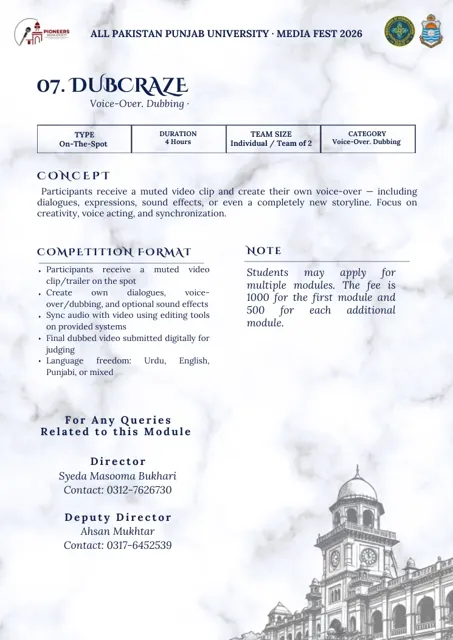 PIONEERS
ALL PAKISTAN PUNJAB UNIVERSITY · MEDIA FEST 2026
07. DUBCRAZE
Voice-Over. Dubbing ·
TYPE
On-The-Spot
DURATION
4 Hours
TEAM SIZE
Individual / Team of 2
CATEGORY
Voice-Over. Dubbing
CONCEPT
Participants receive a muted video clip and create their own voice-over — including
dialogues, expressions, sound effects, or even a completely new storyline. Focus on
creativity, voice acting, and synchronization.
COMPETITION FORMAT
• Participants receive a muted video
clip/trailer on the spot
• Create own dialogues, voice-
over/dubbing, and optional sound effects
• Sync audio with video using editing tools
on provided systems
• Final dubbed video submitted digitally for
judging
• Language freedom: Urdu, English,
Punjabi, or mixed
NOTE
Students may apply for
multiple modules. The fee is
1000 for the first module and
500 for each additional
module.
For Any Queries
Related to this Module
Director
Syeda Masooma Bukhari
Contact: 0312-7626730
Deputy Director
Ahsan Mukhtar
Contact: 0317-6452539